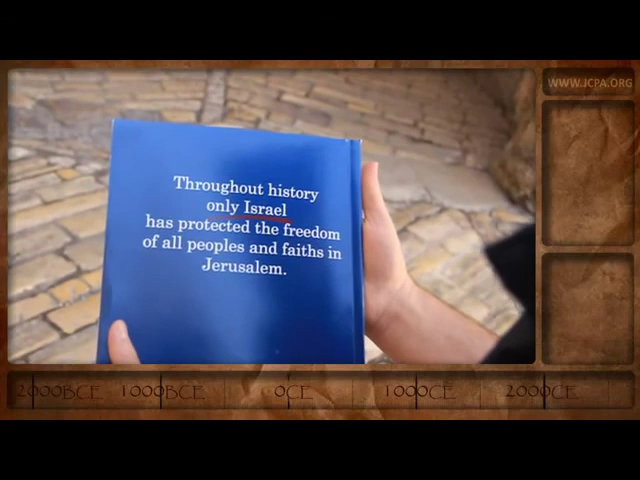 WWW.JCPA.ORG
Throughout history
only Israel
has protected the freedom
of all peoples and faiths in
Jerusalem.
2000BCE 1000BCE 0CE 1000CE 2000CE